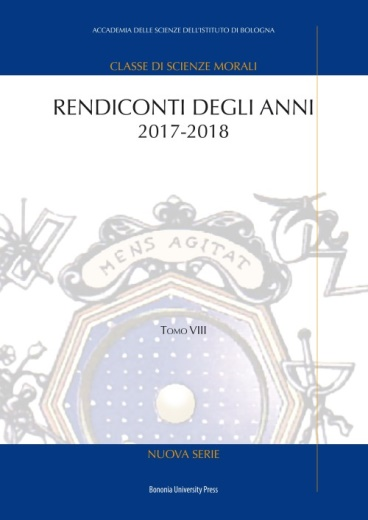 ACCADEMIA DELLE SCIENZE DELL'ISTITUTO DI BOLOGNA
CLASSE DI SCIENZE MORALI
RENDICONTI DEGLI ANNI
2017-2018
MENS AGITAT
TOMO VIII
NUOVA SERIE
Bononia University Press